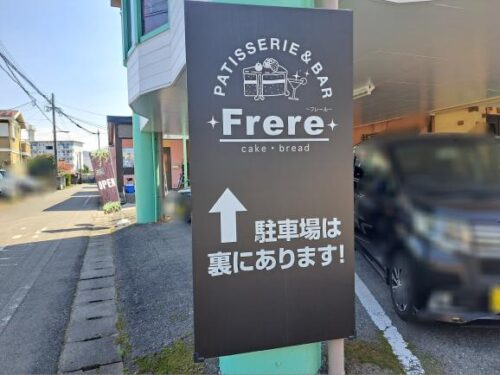 PATISSERIE & BAR
〜フレール〜
Frere
cake・bread
駐車場は
裏にあります!
OPEN